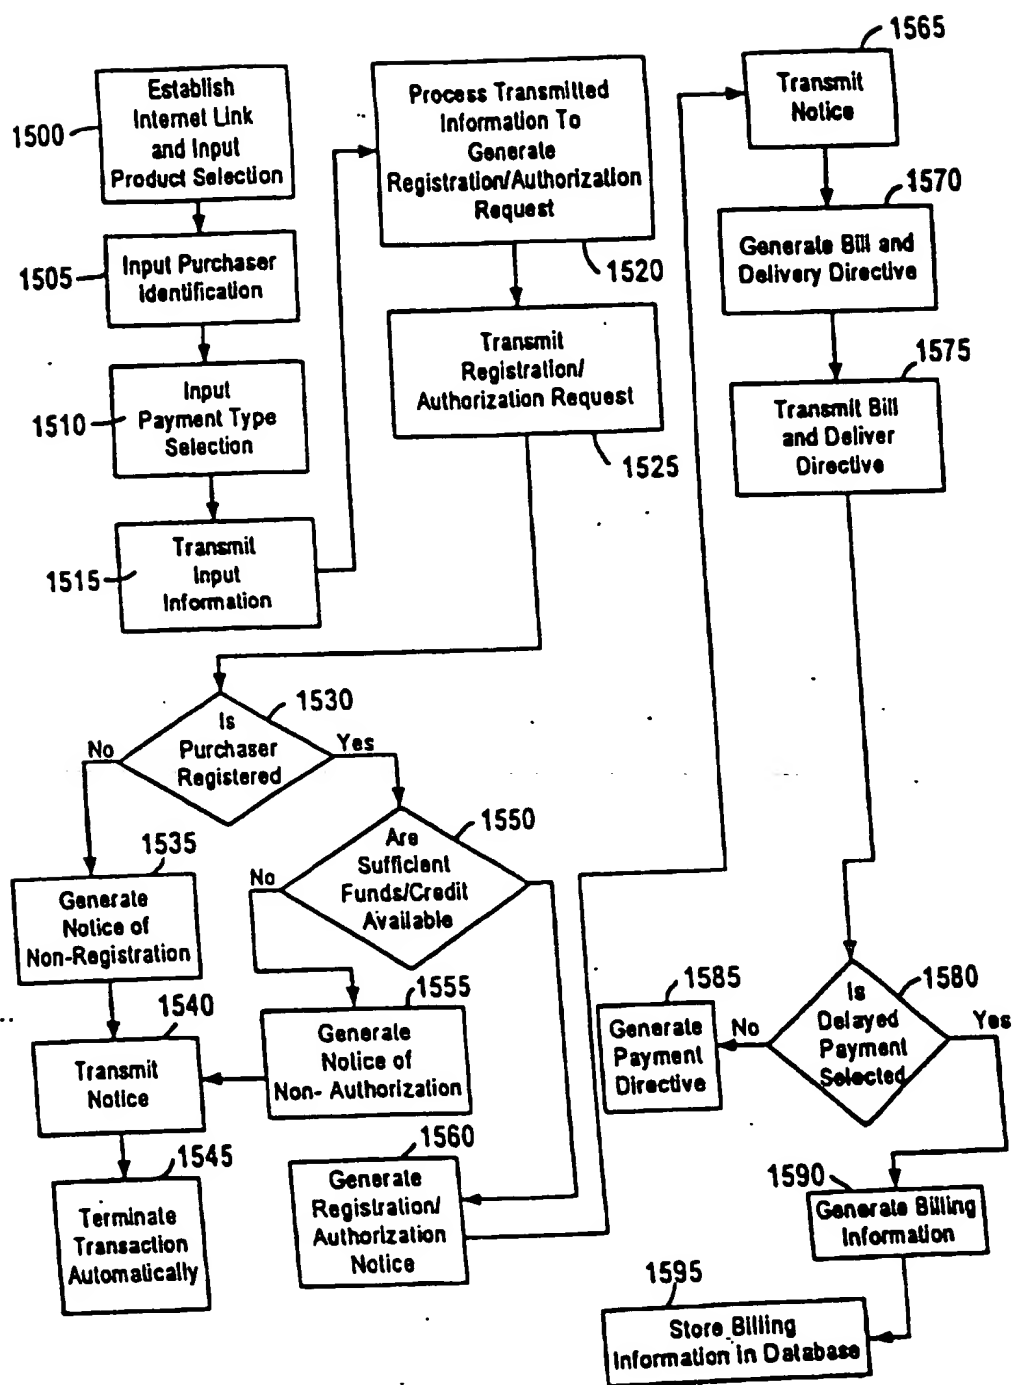 1500
Establish
Internet Link
and Input
Product Selection
1505
Input Purchaser
Identification
1510
Input
Payment Type
Selection
1515
Transmit
Input
Information
Process Transmitted
Information To
Generate
Registration/Authorization
Request
1520
Transmit
Registration/
Authorization Request
1525
1530
Is
Purchaser
Registered
No
Yes
1535
Generate
Notice of
Non-Registration
1540
Transmit
Notice
1545
Terminate
Transaction
Automatically
1550
Are
Sufficient
Funds/Credit
Available
No
1555
Generate
Notice of
Non- Authorization
1560
Generate
Registration/
Authorization
Notice
1565
Transmit
Notice
1570
Generate Bill and
Delivery Directive
1575
Transmit Bill
and Deliver
Directive
1580
Is
Delayed
Payment
Selected
No
Yes
1585
Generate
Payment
Directive
1590
Generate Billing
Information
1595
Store Billing
Information in Database